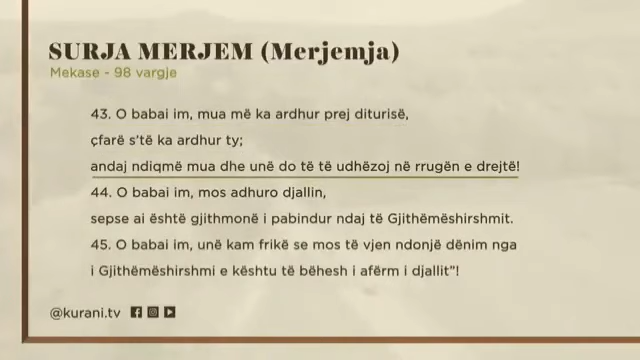 SURJA MERJEM (Merjemja)
Mekase - 98 vargje
43. O babai im, mua më ka ardhur prej diturisë,
çfarë s'të ka ardhur ty;
andaj ndiqmë mua dhe unë do të të udhëzoj në rrugën e drejtë!
44. O babai im, mos adhuro djallin,
sepse ai është gjithmonë i pabindur ndaj të Gjithëmëshirshmit.
45. O babai im, unë kam frikë se mos të vjen ndonjë dënim nga
i Gjithëmëshirshmi e kështu të bëhesh i afërm i djallit"!
@kurani.tv